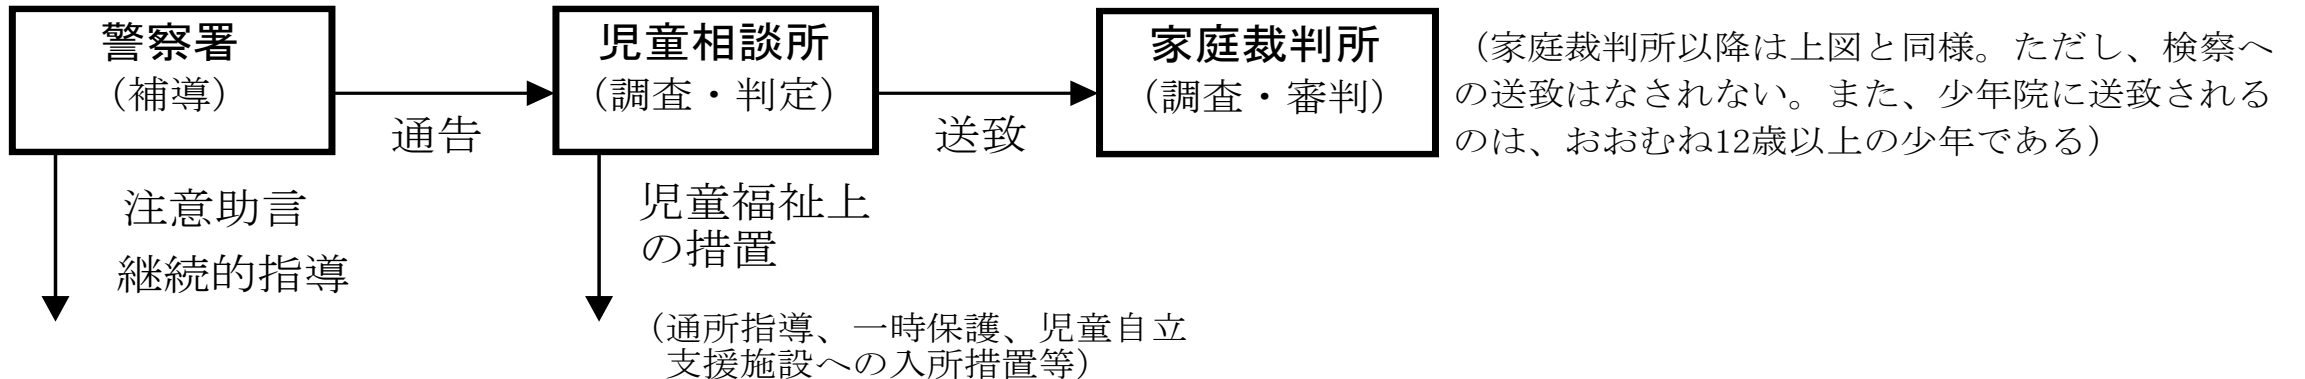 警察署
（補導）
通告
注意助言
継続的指導
児童相談所
（調査・判定）
送致
児童福祉上
の措置
（通所指導、一時保護、児童自立
支援施設への入所措置等）
家庭裁判所
（調査・審判）
（家庭裁判所以降は上図と同様。ただし、検察へ
の送致はなされない。また、少年院に送致される
のは、おおむね12歳以上の少年である）